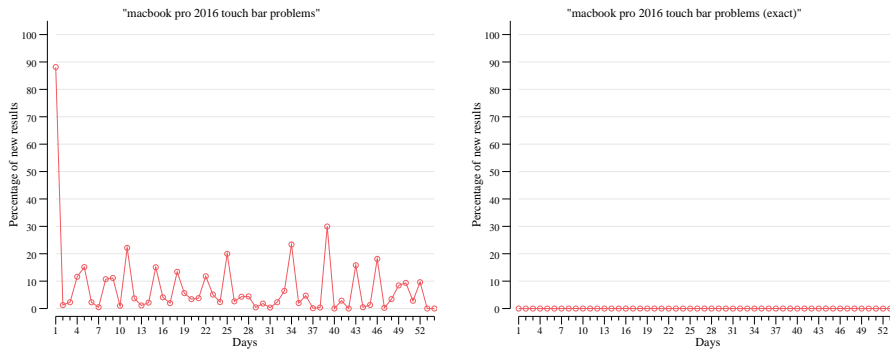 "macbook pro 2016 touch bar problems"
Percentage of new results
100
90
80
70
60
50
40
30
20
10
0
1 4 7 10 13 16 19 22 25 28 31 34 37 40 43 46 49 52
Days
"macbook pro 2016 touch bar problems (exact)"
Percentage of new results
100
90
80
70
60
50
40
30
20
10
0
1 4 7 10 13 16 19 22 25 28 31 34 37 40 43 46 49 52
Days